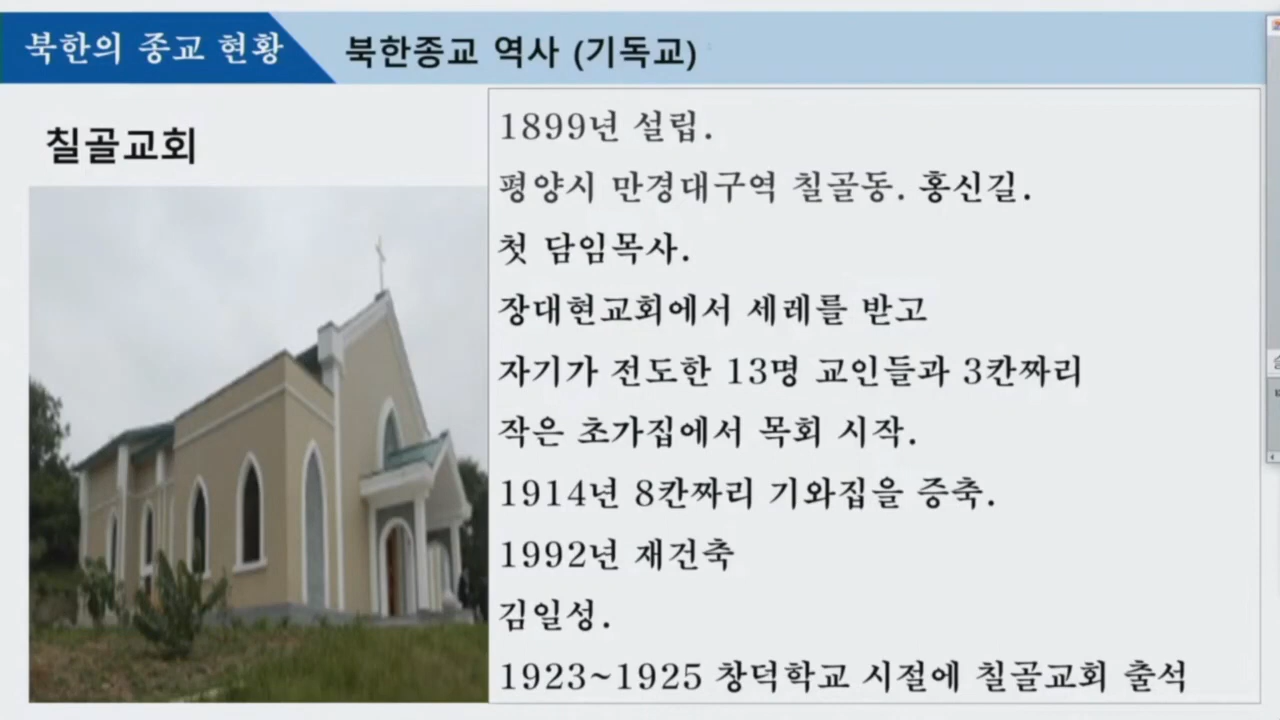 북한의 종교 현황
북한종교 역사 (기독교)
칠골교회
1899년 설립.
평양시 만경대구역 칠골동. 홍신길.
첫 담임목사.
장대현교회에서 세레를 받고
자기가 전도한 13명 교인들과 3칸짜리
작은 초가집에서 목회 시작.
1914년 8칸짜리 기와집을 증축.
1992년 재건축
김일성.
1923~1925 창덕학교 시절에 칠골교회 출석